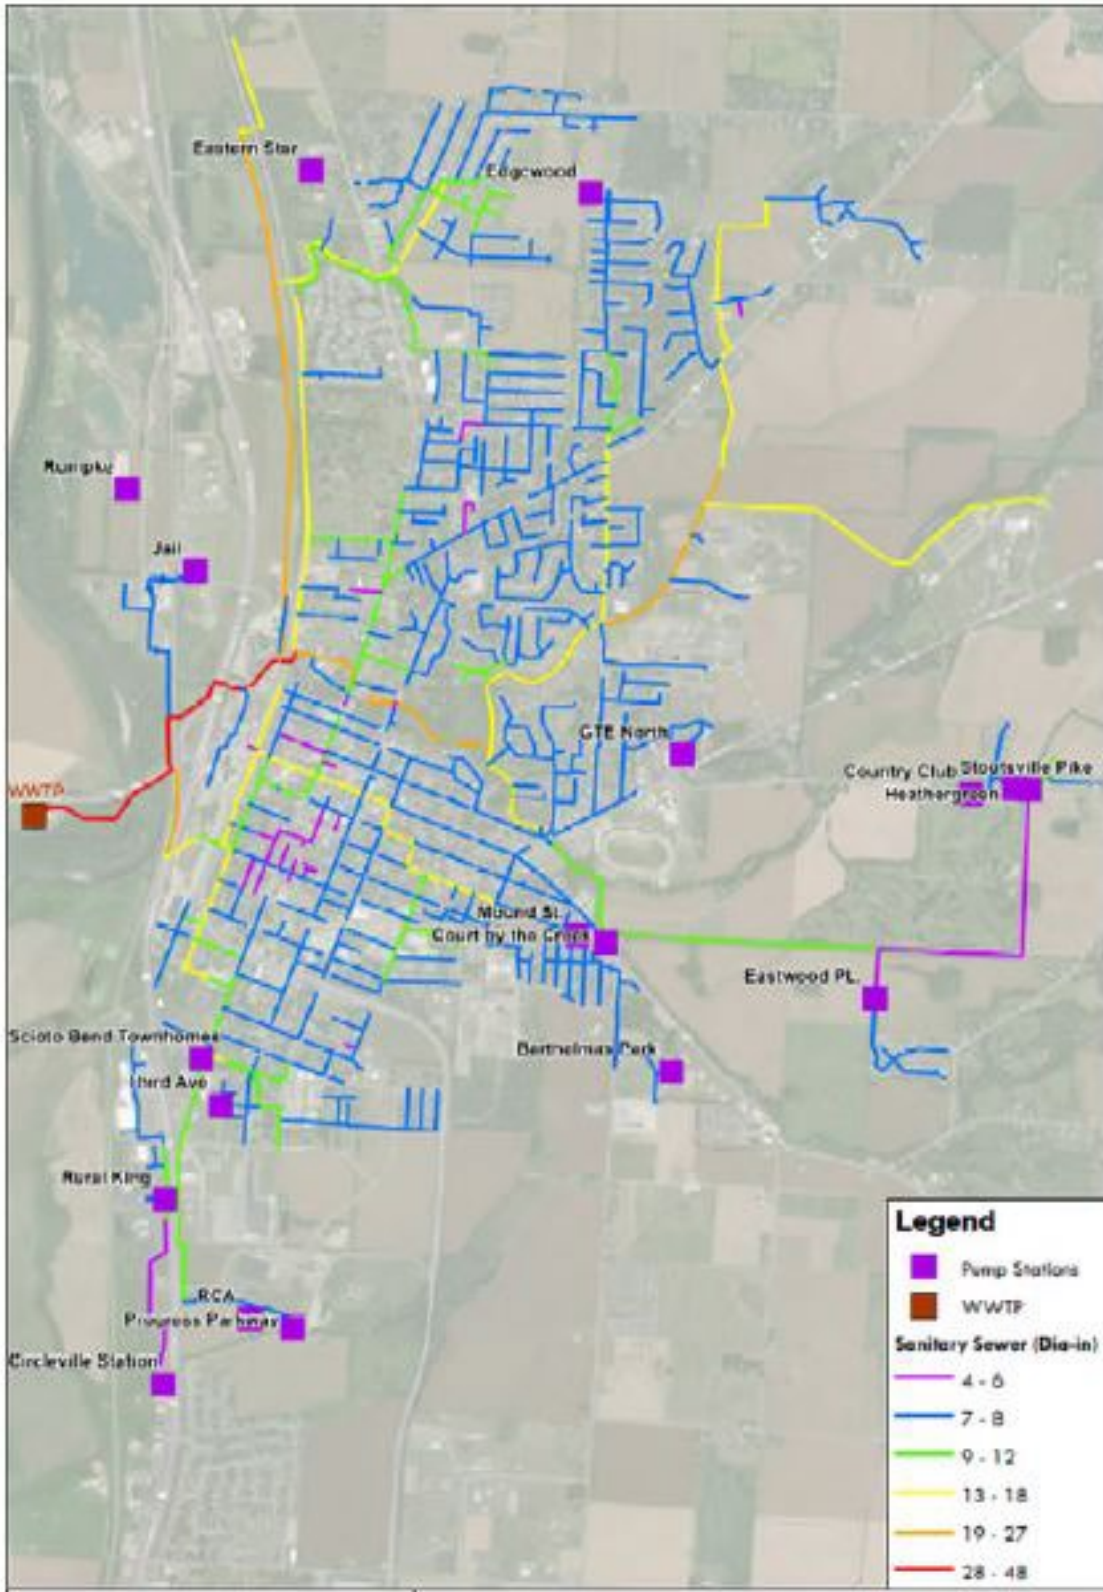 Eastern Star
Edgewood
Rumpke
Jail
GTE North
WWTP
Country Club
Stoutsville Pike
Heathergreen
Mound St.
Court by the Creek
Eastwood PL.
Scioto Bend Townhomes
Barthelmas Park
Third Ave
Rural King
RCA
Progress Parkway
Circleville Station
Legend
Pump Stations
WWTP
Sanitary Sewer (Dia-in)
4 - 6
7 - 8
9 - 12
13 - 18
19 - 27
28 - 48